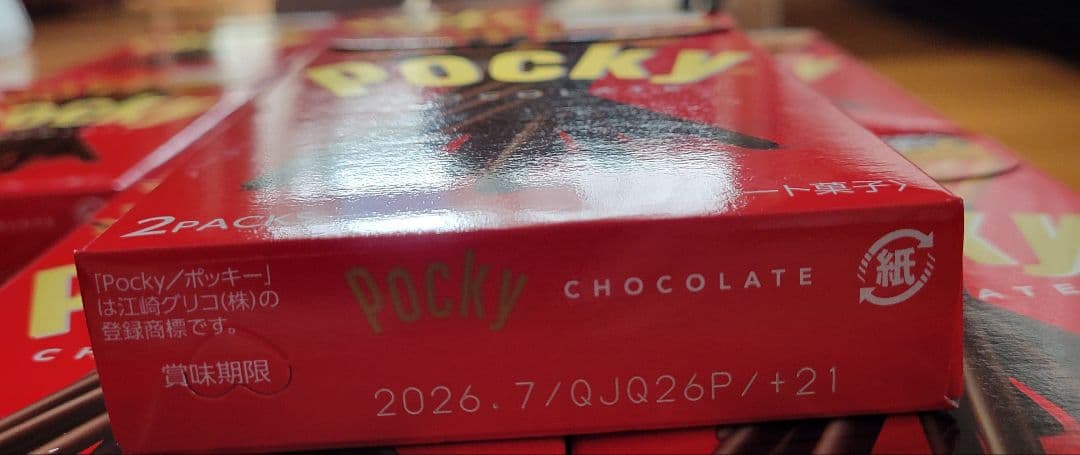 Pocky
2PACKS
ート菓子〉
「Pocky／ポッキー」
は江崎グリコ(株)の
登録商標です。
Pocky CHOCOLATE
紙
賞味期限
2026.7/QJQ26P/+21